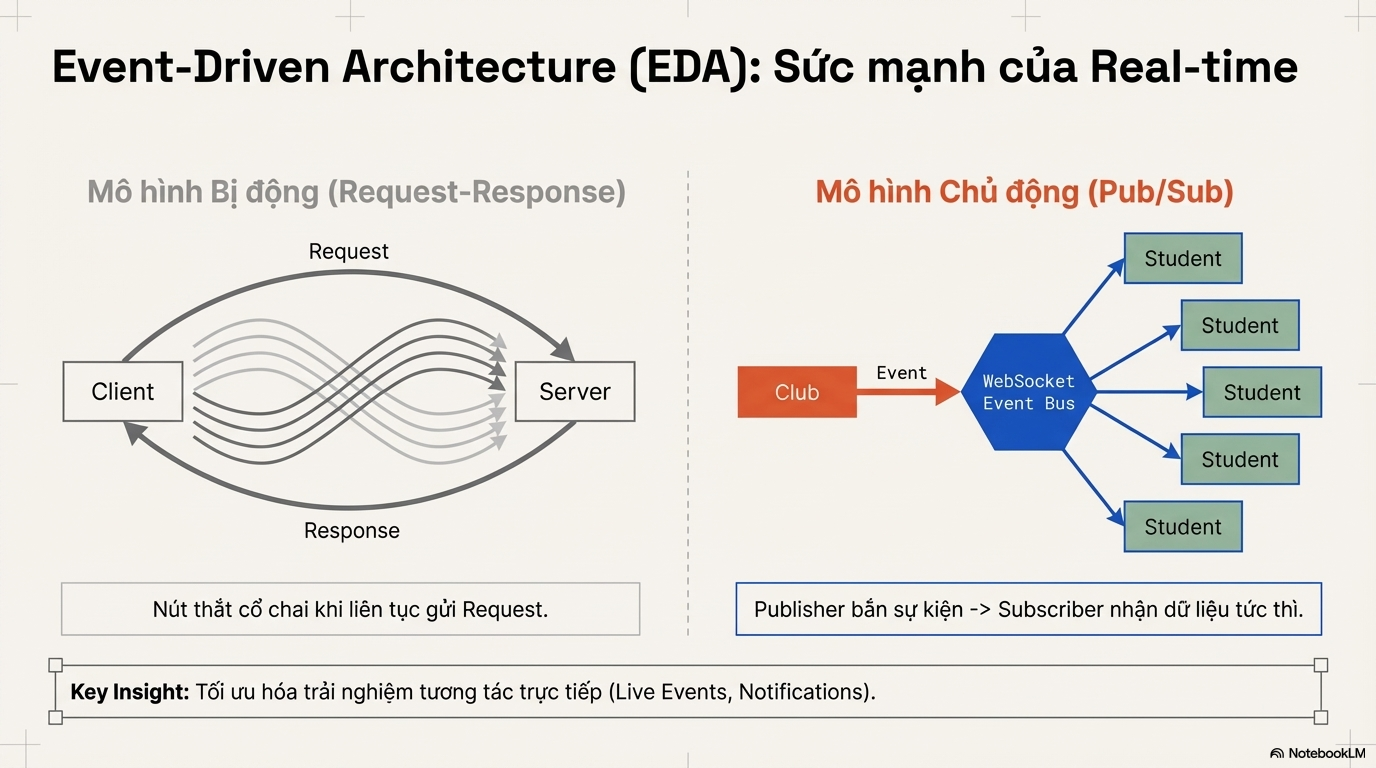 Event-Driven Architecture (EDA): Sức mạnh của Real-time
Mô hình Bị động (Request-Response)
Request
Client
Server
Response
Nút thắt cổ chai khi liên tục gửi Request.
Mô hình Chủ động (Pub/Sub)
Club
Event
WebSocket
Event Bus
Student
Student
Student
Student
Student
Publisher bắn sự kiện -> Subscriber nhận dữ liệu tức thì.
Key Insight: Tối ưu hóa trải nghiệm tương tác trực tiếp (Live Events, Notifications).
NotebookLM